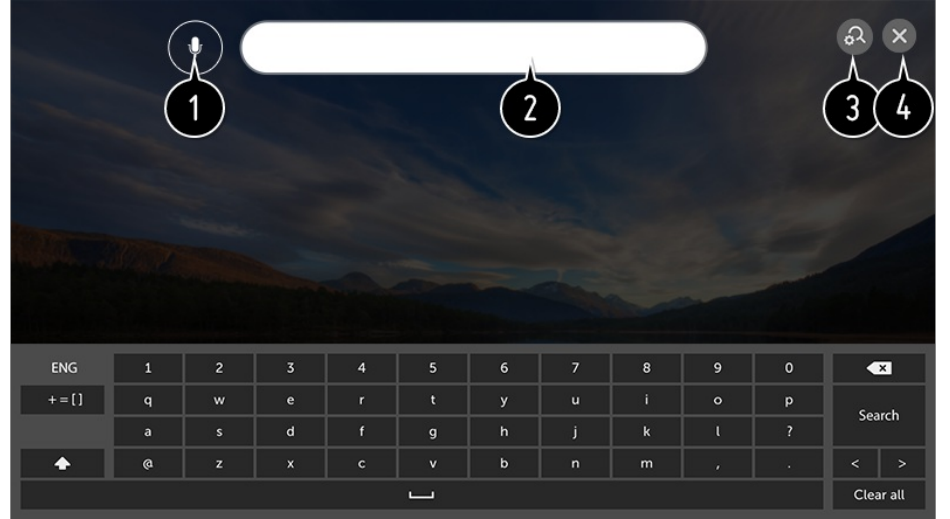 1 2 3 4
ENG 1 2 3 4 5 6 7 8 9 0
+=[] q w e r t y u i o p Search
a s d f g h j k l ?
@ z x c v b n m , . < >
Clear all